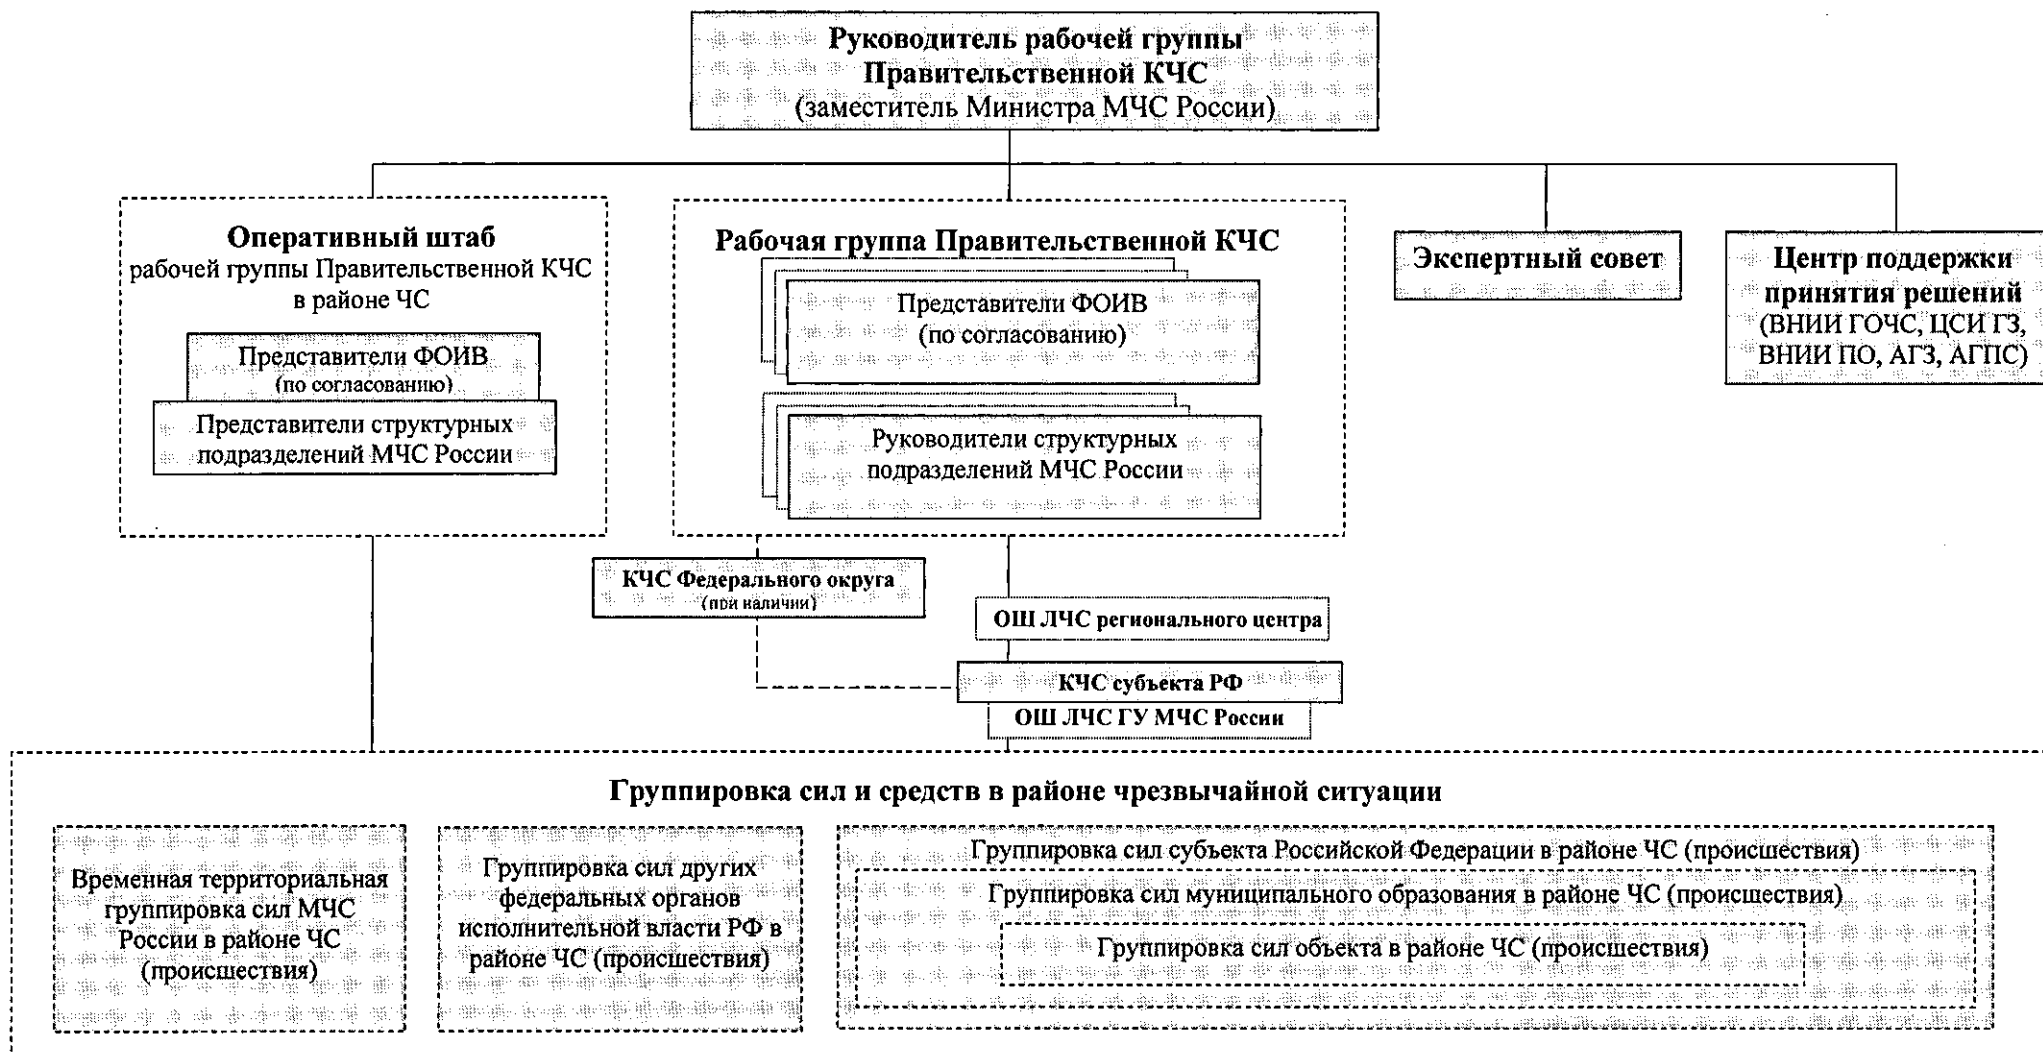 Руководитель рабочей группы
Правительственной КЧС
(заместитель Министра МЧС России)
Оперативный штаб
рабочей группы Правительственной КЧС
в районе ЧС
Представители ФОИВ
(по согласованию)
Представители структурных
подразделений МЧС России
Рабочая группа Правительственной КЧС
Представители ФОИВ
(по согласованию)
Руководители структурных
подразделений МЧС России
Экспертный совет
Центр поддержки
принятия решений
(ВНИИ ГОЧС, ЦСИ ГЗ,
ВНИИ ПО, АГЗ, АГПС)
КЧС Федерального округа
(при наличии)
ОШ ЛЧС регионального центра
КЧС субъекта РФ
ОШ ЛЧС ГУ МЧС России
Группировка сил и средств в районе чрезвычайной ситуации
Временная территориальная
группировка сил МЧС
России в районе ЧС
(происшествия)
Группировка сил других
федеральных органов
исполнительной власти РФ в
районе ЧС (происшествия)
Группировка сил субъекта Российской Федерации в районе ЧС (происшествия)
Группировка сил муниципального образования в районе ЧС (происшествия)
Группировка сил объекта в районе ЧС (происшествия)